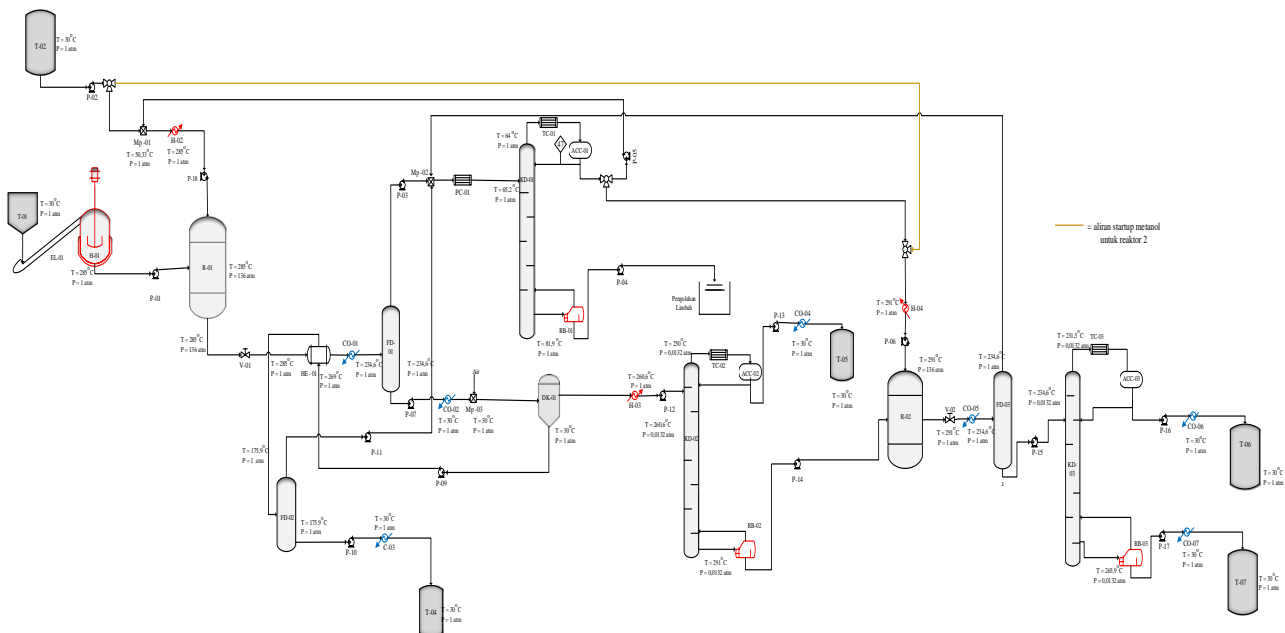 T-02
T = 30°C
P = 1 atm
P-02
Mp -01
T = 50,33°C
P = 1 atm
H-02
T = 285°C
P = 1 atm
P-18
T-01
T = 30°C
P = 1 atm
EL-01
H-01
T = 285°C
P = 1 atm
P-01
R-01
T = 285°C
P = 136 atm
T = 285°C
P = 136 atm
V-01
T = 285°C
P = 1 atm
HE - 01
T = 269°C
P = 1 atm
CO-01
T = 234,6°C
P = 1 atm
FD-
01
T = 234,6°C
P = 1 atm
P-03
Mp -02
PC-01
T = 64 °C
P = 1 atm
T = 65,2°C
P = 1 atm
KD-01
TC-01
47
ACC-01
P-05
RB-01
T = 81,9°C
P = 1 atm
P-04
Pengolahan
Limbah
P-07
CO-02
T = 30°C
P = 1 atm
Air
Mp -03
T = 30°C
P = 1 atm
DK-01
T = 30°C
P = 1 atm
P-11
P-09
T = 175,9°C
P = 1 atm
FD-02
T = 175,9°C
P = 1 atm
P-10
T = 30°C
P = 1 atm
C-03
T-04
T = 30°C
P = 1 atm
T = 260,6°C
P = 1 atm
H-03
P-12
T = 260,6°C
P = 0,0132 atm
T = 250°C
P = 0,0132 atm
TC-02
ACC-02
KD-02
RB-02
T = 291°C
P = 0,0132 atm
P-13
CO-04
T = 30°C
P = 1 atm
T-05
T = 30°C
P = 1 atm
P-14
= aliran startup metanol
untuk reaktor 2
T = 291°C
P = 1 atm
H-04
P-06
T = 291°C
P = 136 atm
R-02
V-02
T = 291°C
P = 1 atm
CO-05
T = 234,6°C
P = 1 atm
T = 234,6°C
P = 1 atm
FD-03
P-15
T = 234,6°C
P = 0,0132 atm
T = 231,5°C
P = 0,0132 atm
TC-03
ACC-03
KD-
03
P-16
CO-06
T = 30°C
P = 1 atm
T-06
T = 30°C
P = 1 atm
RB-03
T = 265,9°C
P = 0,0132 atm
P-17
CO-07
T = 30°C
P = 1 atm
T-07
T = 30°C
P = 1 atm